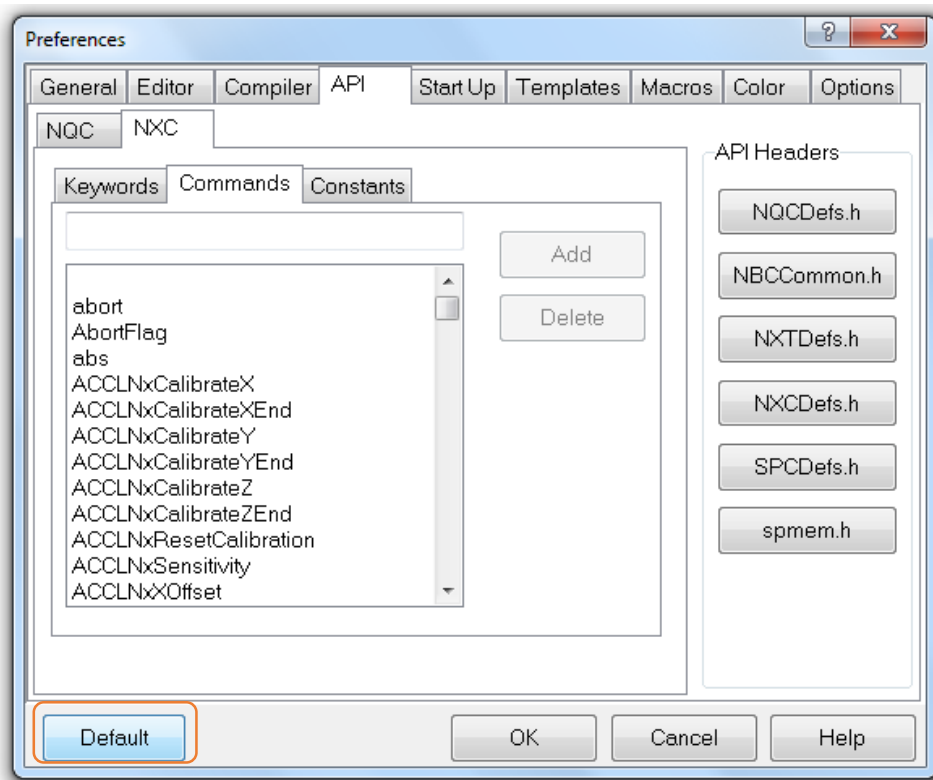 Preferences
General Editor Compiler API Start Up Templates Macros Color Options
NQC NXC
API Headers
Keywords Commands Constants
NQCDefs.h
Add
NBCCommon.h
abort
Delete
AbortFlag
NXTDefs.h
abs
ACCLNxCalibrateX
ACCLNxCalibrateXEnd
NXCDefs.h
ACCLNxCalibrateY
ACCLNxCalibrateYEnd
SPCDefs.h
ACCLNxCalibrateZ
ACCLNxCalibrateZEnd
ACCLNxResetCalibration
spmem.h
ACCLNxSensitivity
ACCLNxXOffset
Default OK Cancel Help